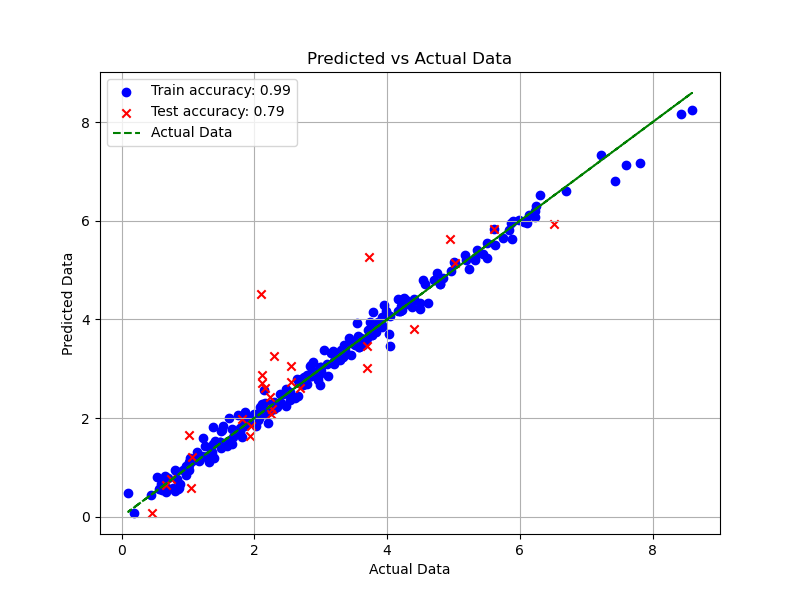 Predicted vs Actual Data
Train accuracy: 0.99
Test accuracy: 0.79
Actual Data
Predicted Data
8
6
4
2
0
0 2 4 6 8
Actual Data